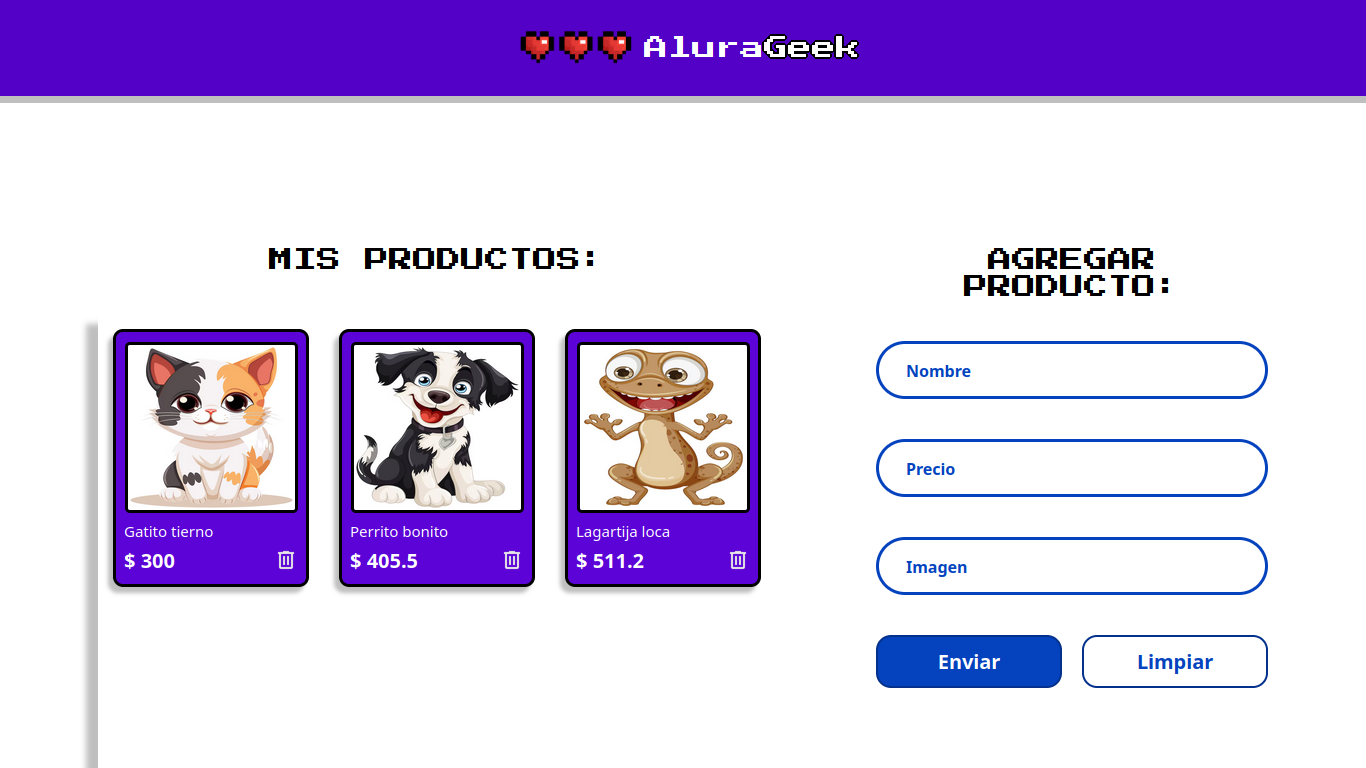 AluraGeek
MIS PRODUCTOS:
Gatito tierno
$ 300
Perrito bonito
$ 405.5
Lagartija loca
$ 511.2
AGREGAR
PRODUCTO:
Nombre
Precio
Imagen
Enviar
Limpiar